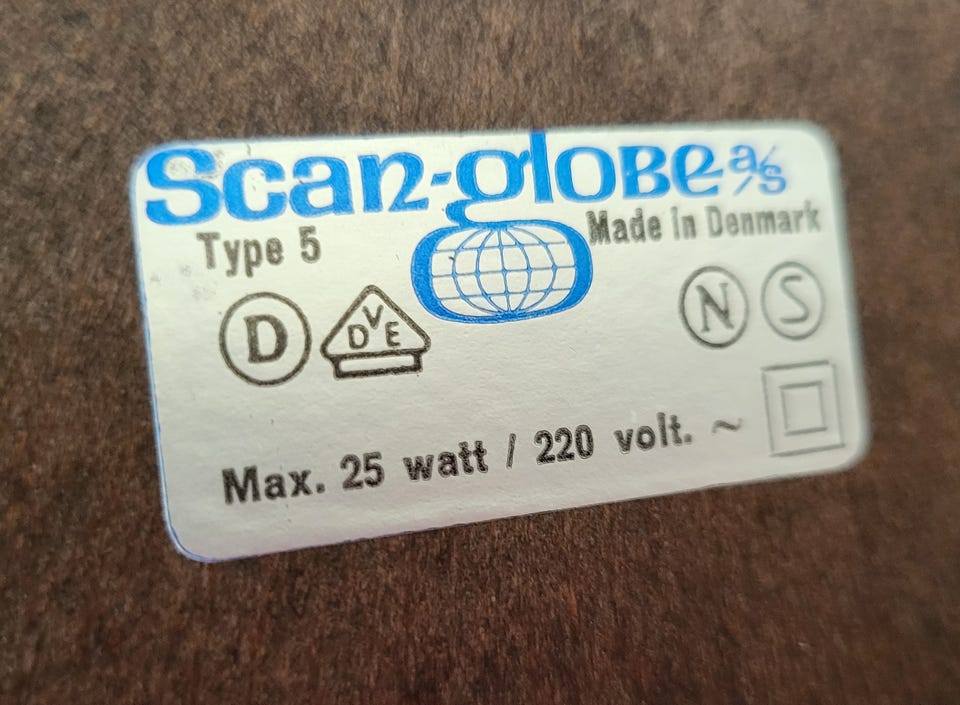 Scan-globe a/s
Type 5
Made in Denmark
D
DVE
N
S
Max. 25 watt / 220 volt. ~